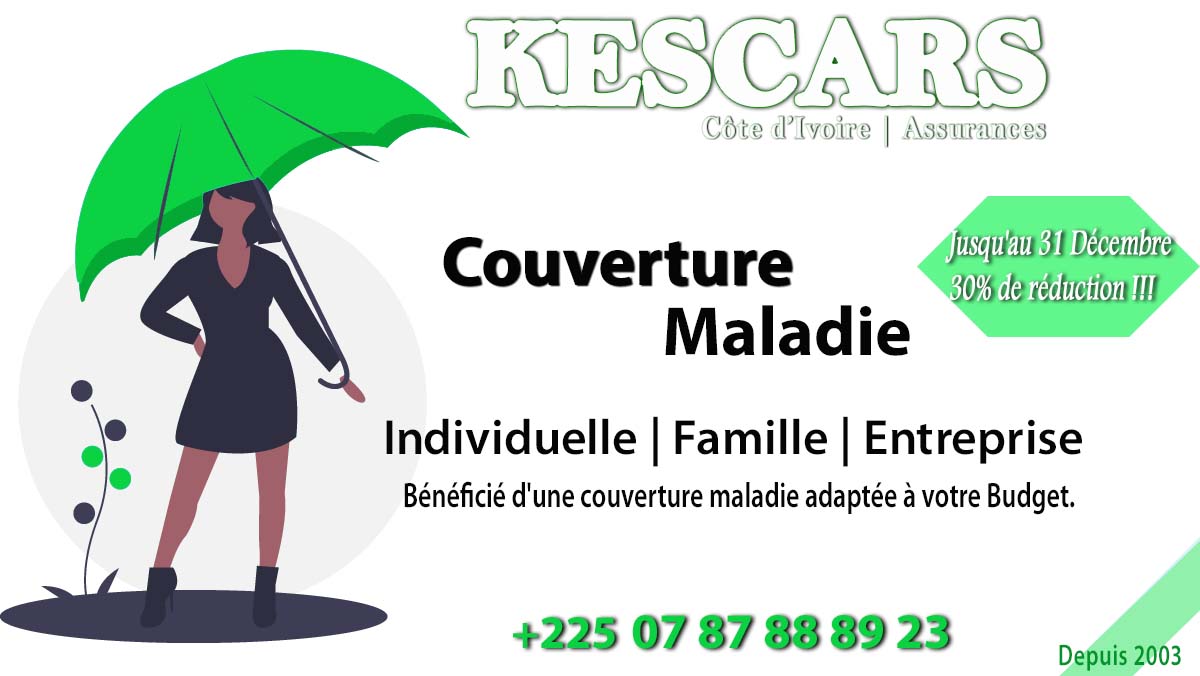 KESCARS
Côte d'Ivoire | Assurances
Jusqu'au 31 Décembre
30% de réduction !!!
Couverture
Maladie
Individuelle | Famille | Entreprise
Bénéficié d'une couverture maladie adaptée à votre Budget.
+225 07 87 88 89 23
Depuis 2003